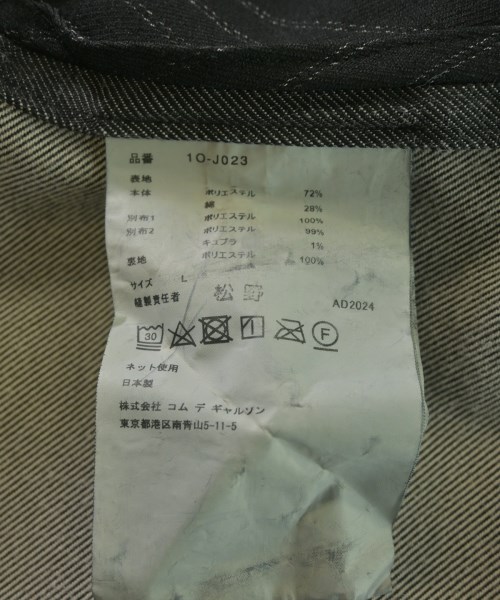 品番 1O-J023
表地
本体 ポリエステル 72%
綿 28%
別布1 ポリエステル 100%
別布2 ポリエステル 99%
キュプラ 1%
裏地 ポリエステル 100%
サイズ L
縫製責任者 松野 AD2024
30 F
ネット使用
日本製
株式会社 コム デ ギャルソン
東京都港区南青山5-11-5